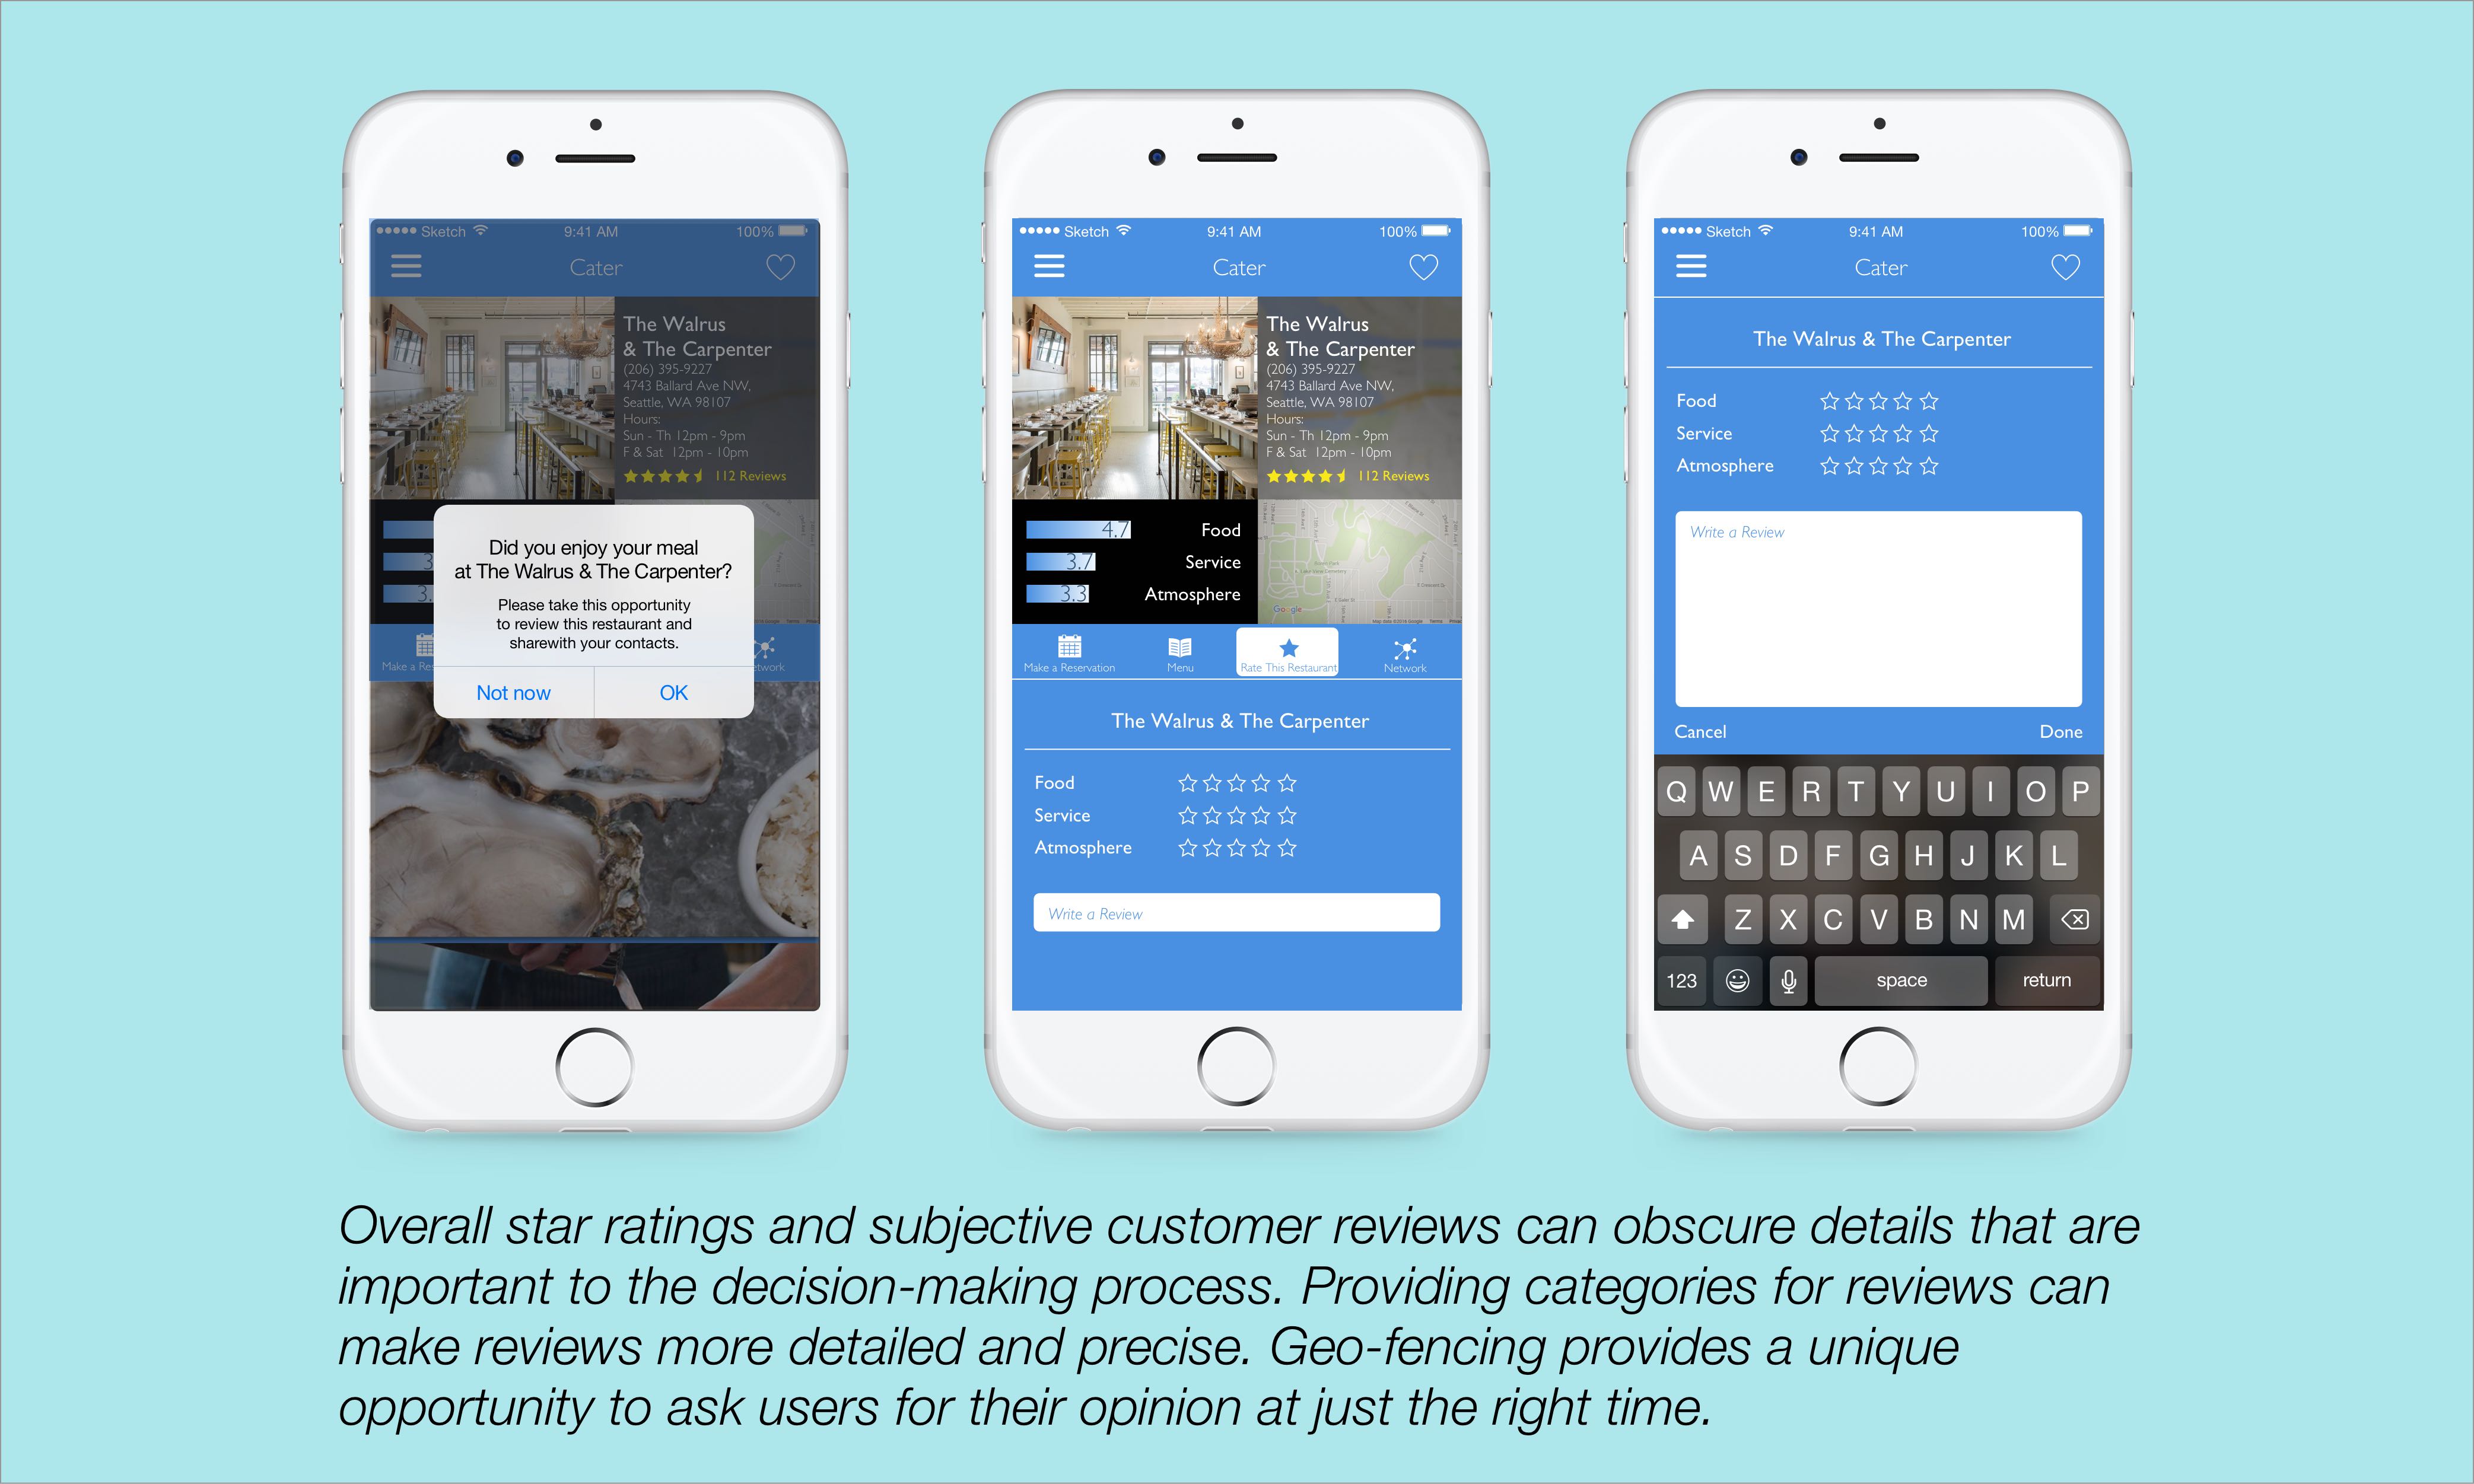 Sketch 9:41 AM 100%
Cater
The Walrus
& The Carpenter
(206) 395-9227
4743 Ballard Ave NW,
Seattle, WA 98107
Hours:
Sun - Th 12pm - 9pm
F & Sat 12pm - 10pm
112 Reviews
Did you enjoy your meal
at The Walrus & The Carpenter?
Please take this opportunity
to review this restaurant and
sharewith your contacts.
Not now OK
Sketch 9:41 AM 100%
Cater
The Walrus
& The Carpenter
(206) 395-9227
4743 Ballard Ave NW,
Seattle, WA 98107
Hours:
Sun - Th 12pm - 9pm
F & Sat 12pm - 10pm
112 Reviews
4.7 Food
3.7 Service
3.3 Atmosphere
Google
Make a Reservation Menu Rate This Restaurant Network
The Walrus & The Carpenter
Food
Service
Atmosphere
Write a Review
Sketch 9:41 AM 100%
Cater
The Walrus & The Carpenter
Food
Service
Atmosphere
Write a Review
Cancel Done
Q W E R T Y U I O P
A S D F G H J K L
Z X C V B N M
123 space return
Overall star ratings and subjective customer reviews can obscure details that are
important to the decision-making process. Providing categories for reviews can
make reviews more detailed and precise. Geo-fencing provides a unique
opportunity to ask users for their opinion at just the right time.